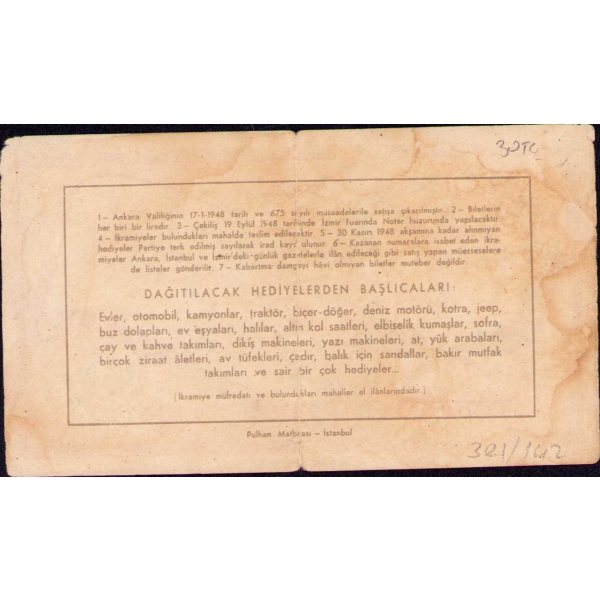 1— Ankara Valiliğinin 17-1-1948 tarih ve 675 sayılı müsaadelerile satışa çıkarılmıştır. 2— Biletlerin
her biri bir liradır. 3— Çekiliş 19 Eylül 1948 tarihinde İzmir Fuarında Noter huzurunda yapılacaktır
4— İkramiyeler bulundukları mahalde teslim edilecektir. 5— 30 Kasım 1948 akşamına kadar alınmıyan
hediyeler Partiye terk edilmiş sayılarak irad kayd olunur. 6— Kazanan numaralara isabet eden ikra-
miyeler Ankara, İstanbul ve İzmir'deki günlük gazetelerle ilân edileceği gibi satış yapan müesseselere
de listeler gönderilir. 7— Kabartma damgayı hâvi olmıyan biletler muteber değildir.
DAĞITILACAK HEDİYELERDEN BAŞLICALARI:
Evler, otomobil, kamyonlar, traktör, biçer-döğer, deniz motörü, kotra, jeep,
buz dolapları, ev eşyaları, halılar, altın kol saatleri, elbiselik kumaşlar, sofra,
çay ve kahve takımları, dikiş makineleri, yazı makineleri, at, yük arabaları,
birçok ziraat âletleri, av tüfekleri, çadır, balık için sandallar, bakır mutfak
takımları ve sair bir çok hediyeler...
(İkramiye müfredatı ve bulundukları mahaller el ilânlarındadır.)
Pulhan Matbaası — İstanbul